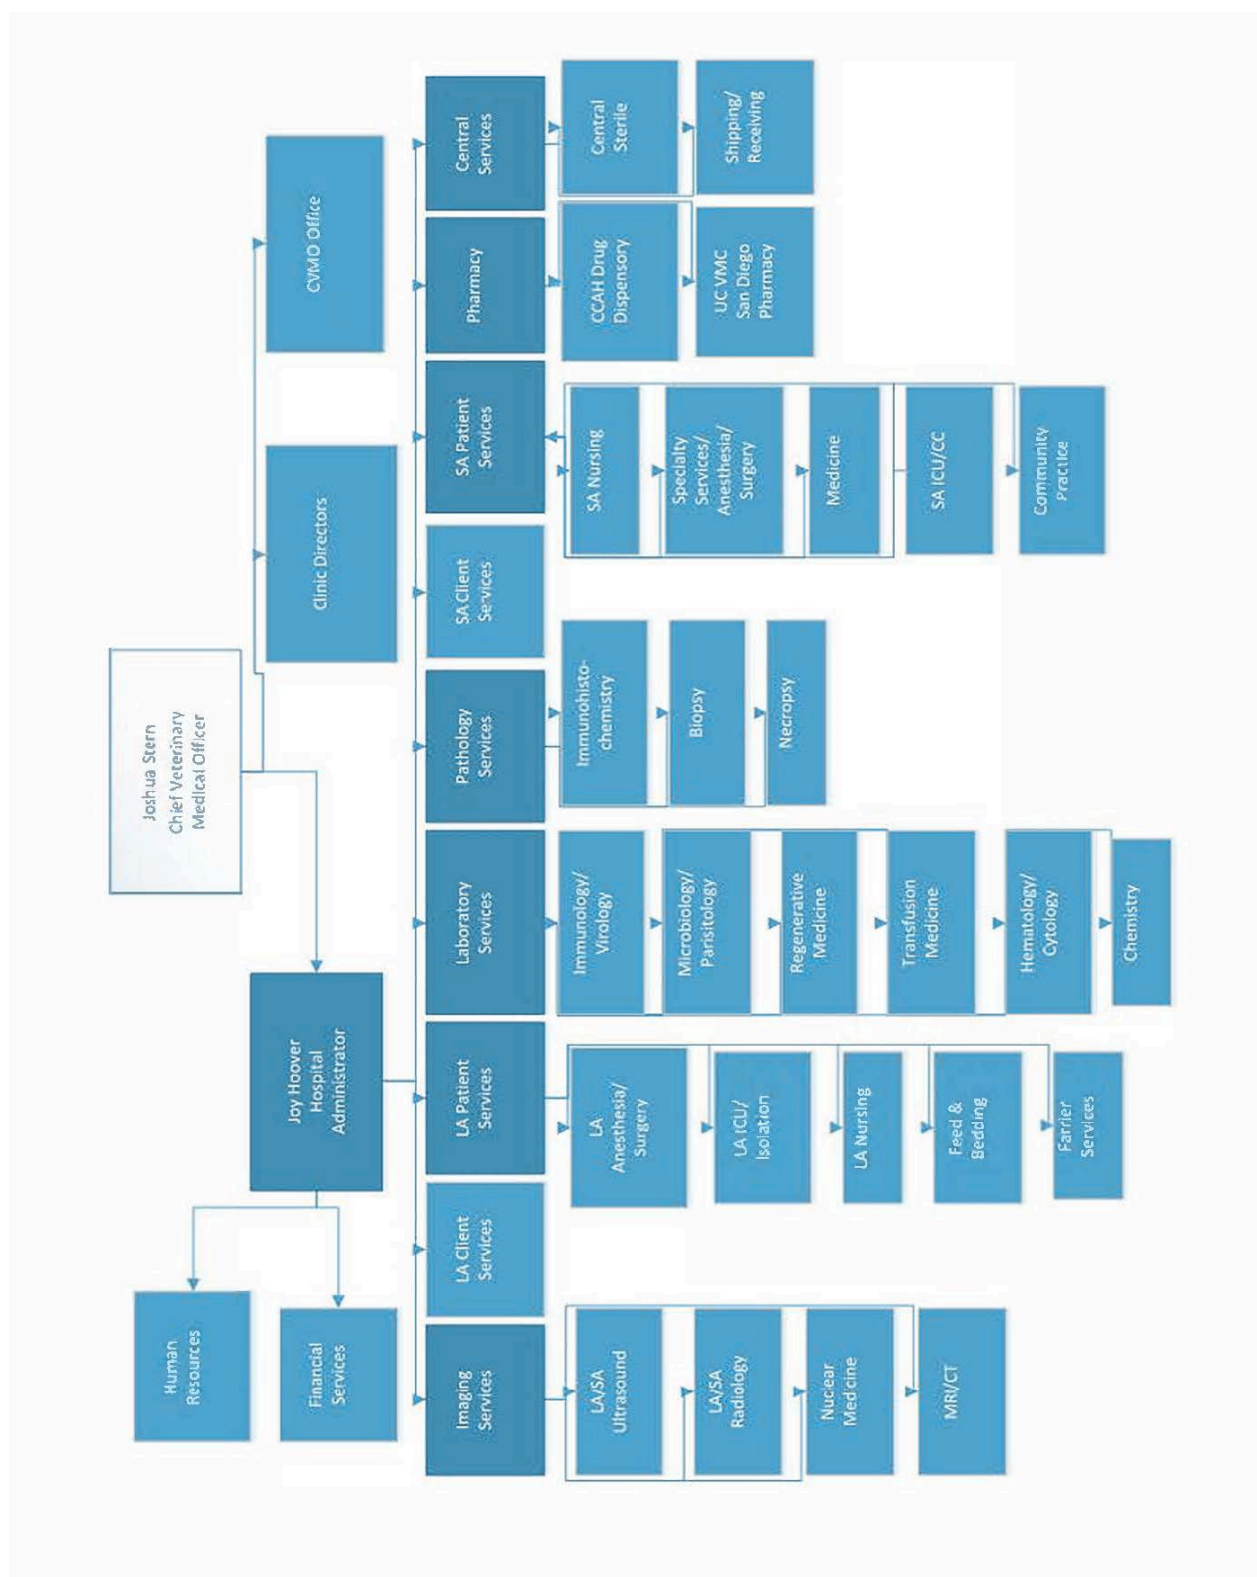 Joshua Stern
Chief Veterinary
Medical Officer
Joy Hoover
Hospital
Administrator
Clinic Directors
CVMO Office
Human
Resources
Financial
Services
Imaging
Services
LA Client
Services
LA Patient
Services
Laboratory
Services
Pathology
Services
SA Client
Services
SA Patient
Services
Pharmacy
Central
Services
LA/SA
Ultrasound
LA/SA
Radiology
Nuclear
Medicine
MRI/CT
LA
Anesthesia/
Surgery
LA ICU/
Isolation
LA Nursing
Feed &
Bedding
Farrier
Services
Immunology/
Virology
Microbiology/
Parisitology
Regenerative
Medicine
Transfusion
Medicine
Hematology/
Cytology
Chemistry
Immunohisto-
chemistry
Biopsy
Necropsy
SA Nursing
Specialty
Services/
Anesthesia/
Surgery
Medicine
SA ICU/CC
Community
Practice
CCAH Drug
Dispensory
UC VMC
San Diego
Pharmacy
Central
Sterile
Shipping/
Receiving